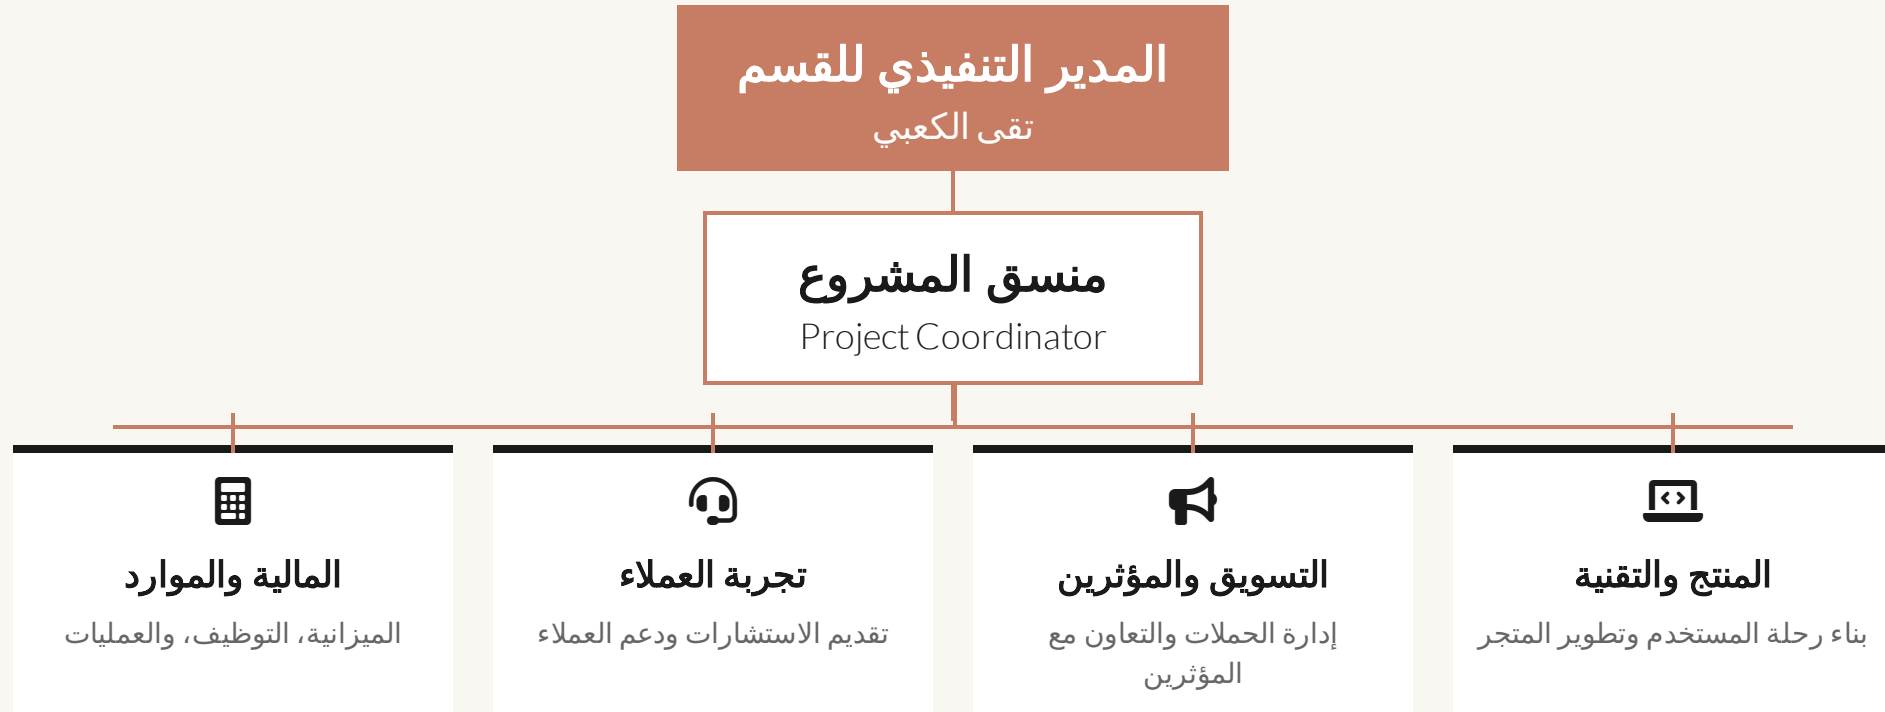 المدير التنفيذي للقسم
تقى الكعبي
منسق المشروع
Project Coordinator
المنتج والتقنية
بناء رحلة المستخدم وتطوير المتجر
التسويق والمؤثرين
إدارة الحملات والتعاون مع
المؤثرين
تجربة العملاء
تقديم الاستشارات ودعم العملاء
المالية والموارد
الميزانية، التوظيف، والعمليات